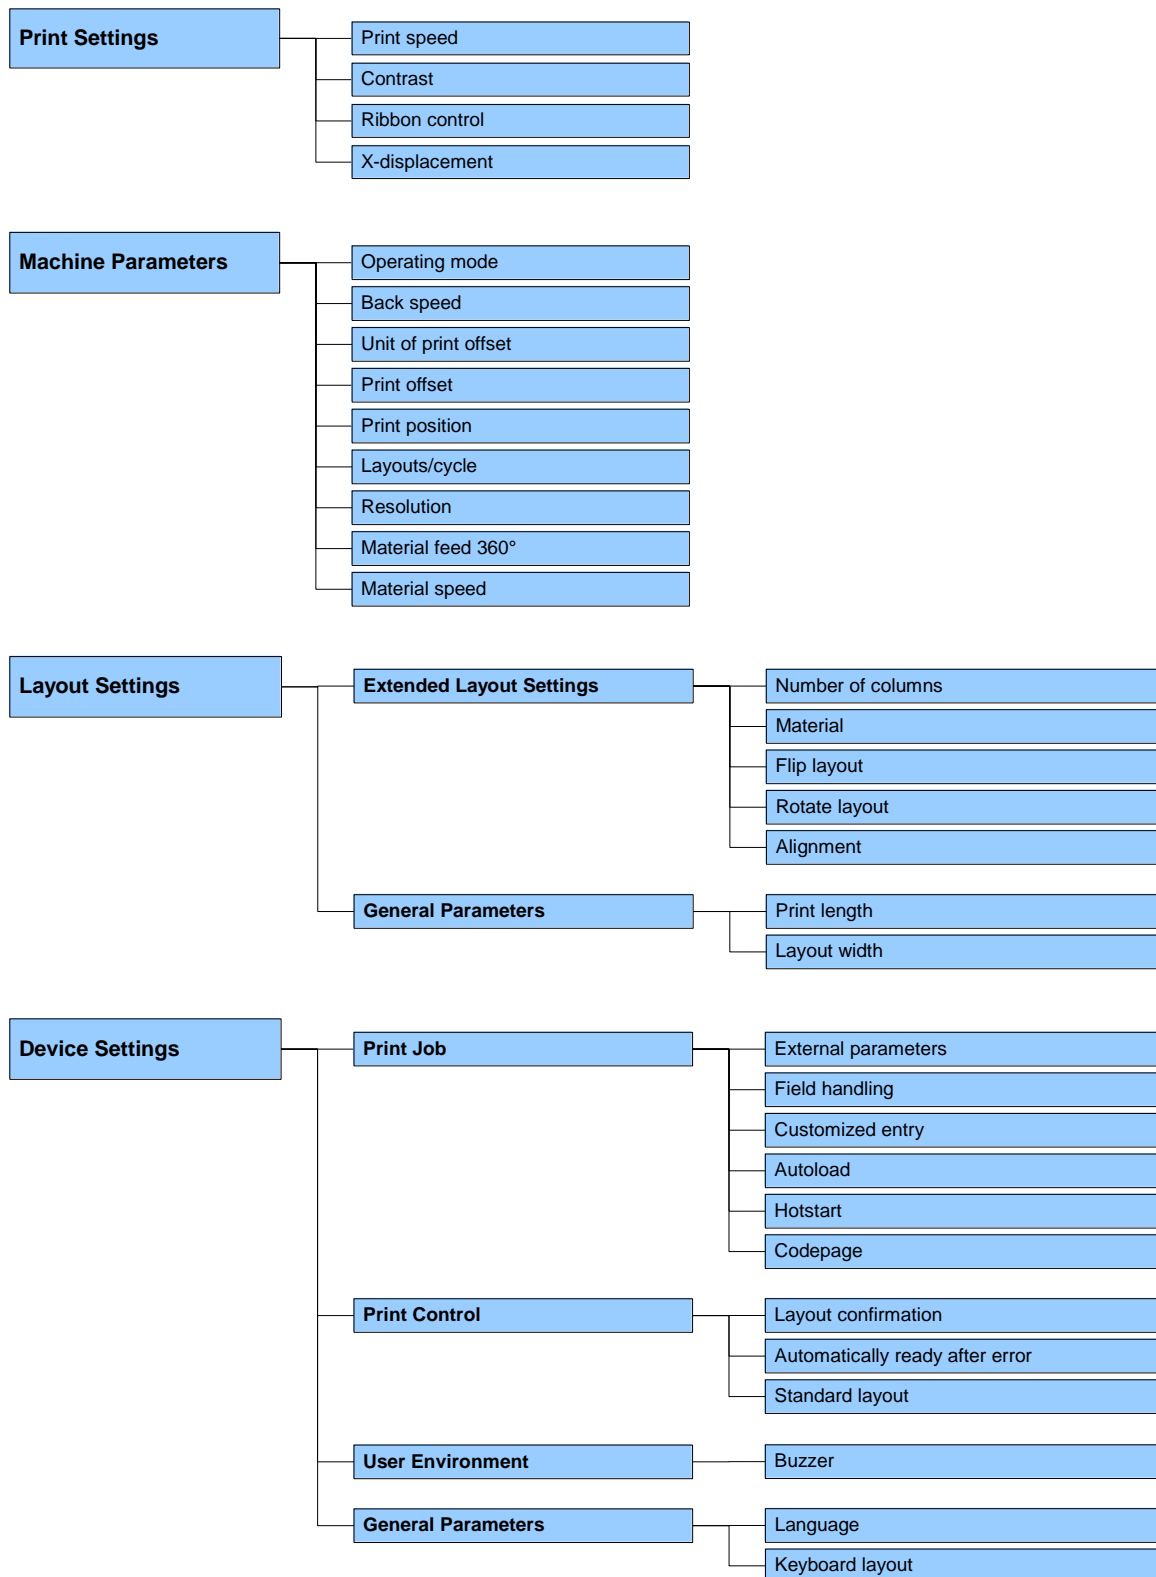 Print Settings
Print speed
Contrast
Ribbon control
X-displacement
Machine Parameters
Operating mode
Back speed
Unit of print offset
Print offset
Print position
Layouts/cycle
Resolution
Material feed 360°
Material speed
Layout Settings
Extended Layout Settings
Number of columns
Material
Flip layout
Rotate layout
Alignment
General Parameters
Print length
Layout width
Device Settings
Print Job
External parameters
Field handling
Customized entry
Autoload
Hotstart
Codepage
Print Control
Layout confirmation
Automatically ready after error
Standard layout
User Environment
Buzzer
General Parameters
Language
Keyboard layout